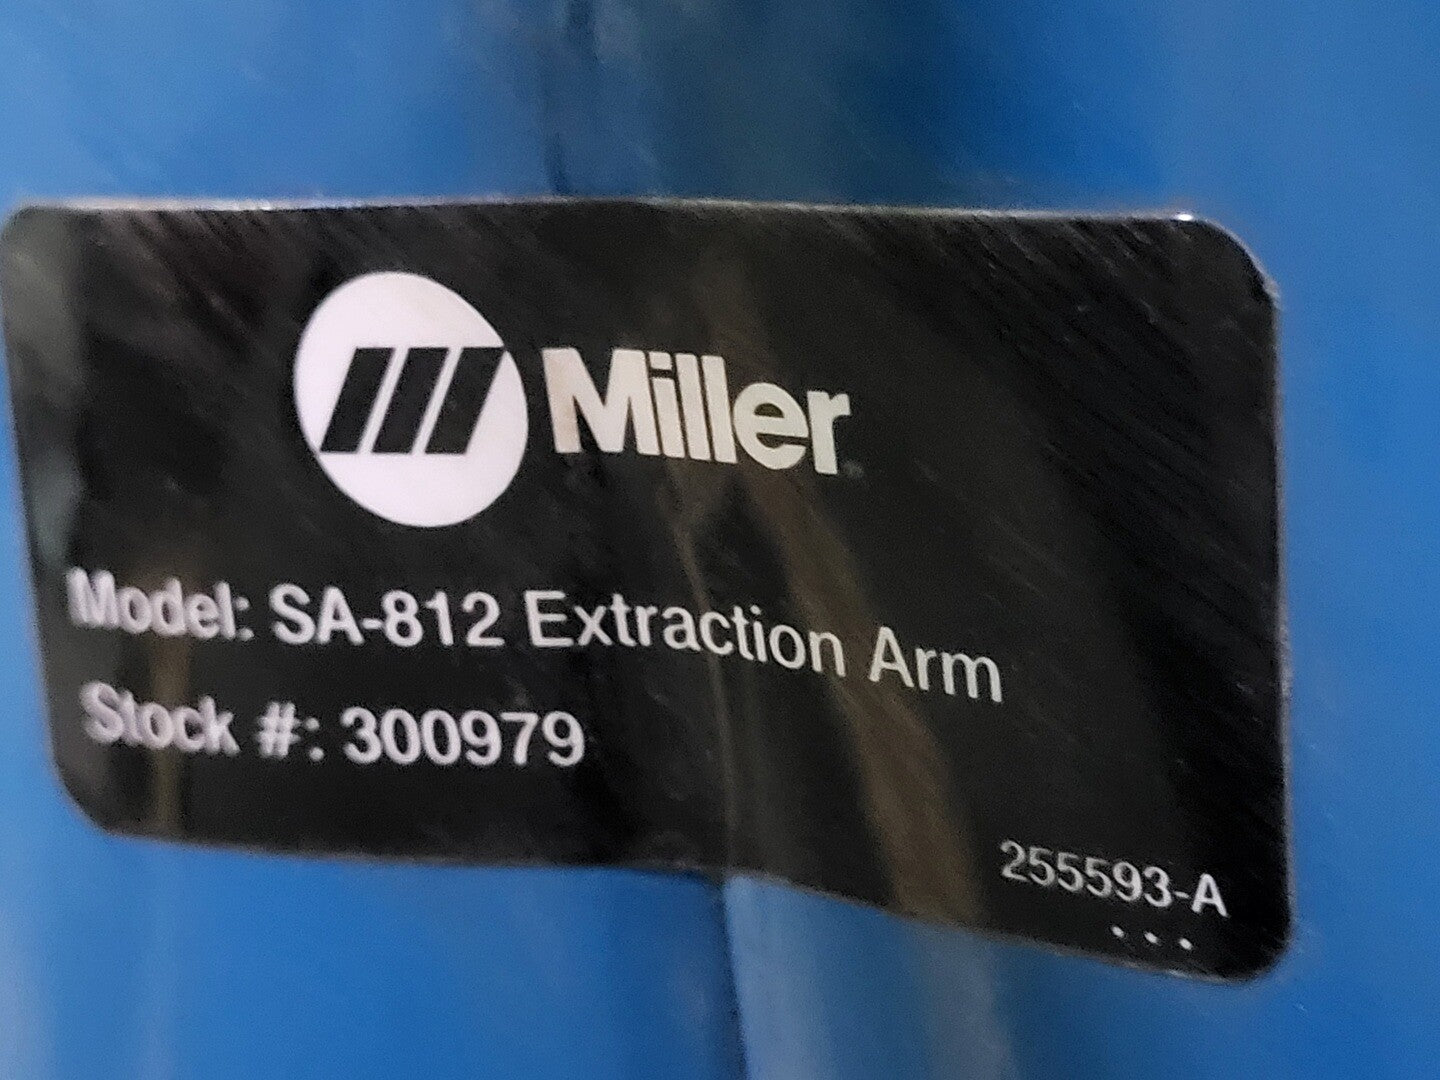 Miller
Model: SA-812 Extraction Arm
Stock #: 300979
255593-A